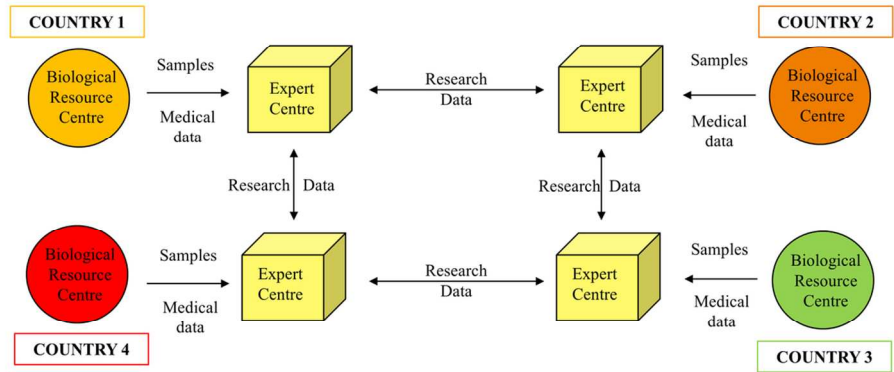 COUNTRY 1
COUNTRY 2
Biological
Resource
Centre
Samples
Medical
data
Expert
Centre
Research
Data
Expert
Centre
Samples
Medical
data
Biological
Resource
Centre
Research Data
Research Data
Biological
Resource
Centre
Samples
Medical
data
Expert
Centre
Research
Data
Expert
Centre
Samples
Medical
data
Biological
Resource
Centre
COUNTRY 4
COUNTRY 3